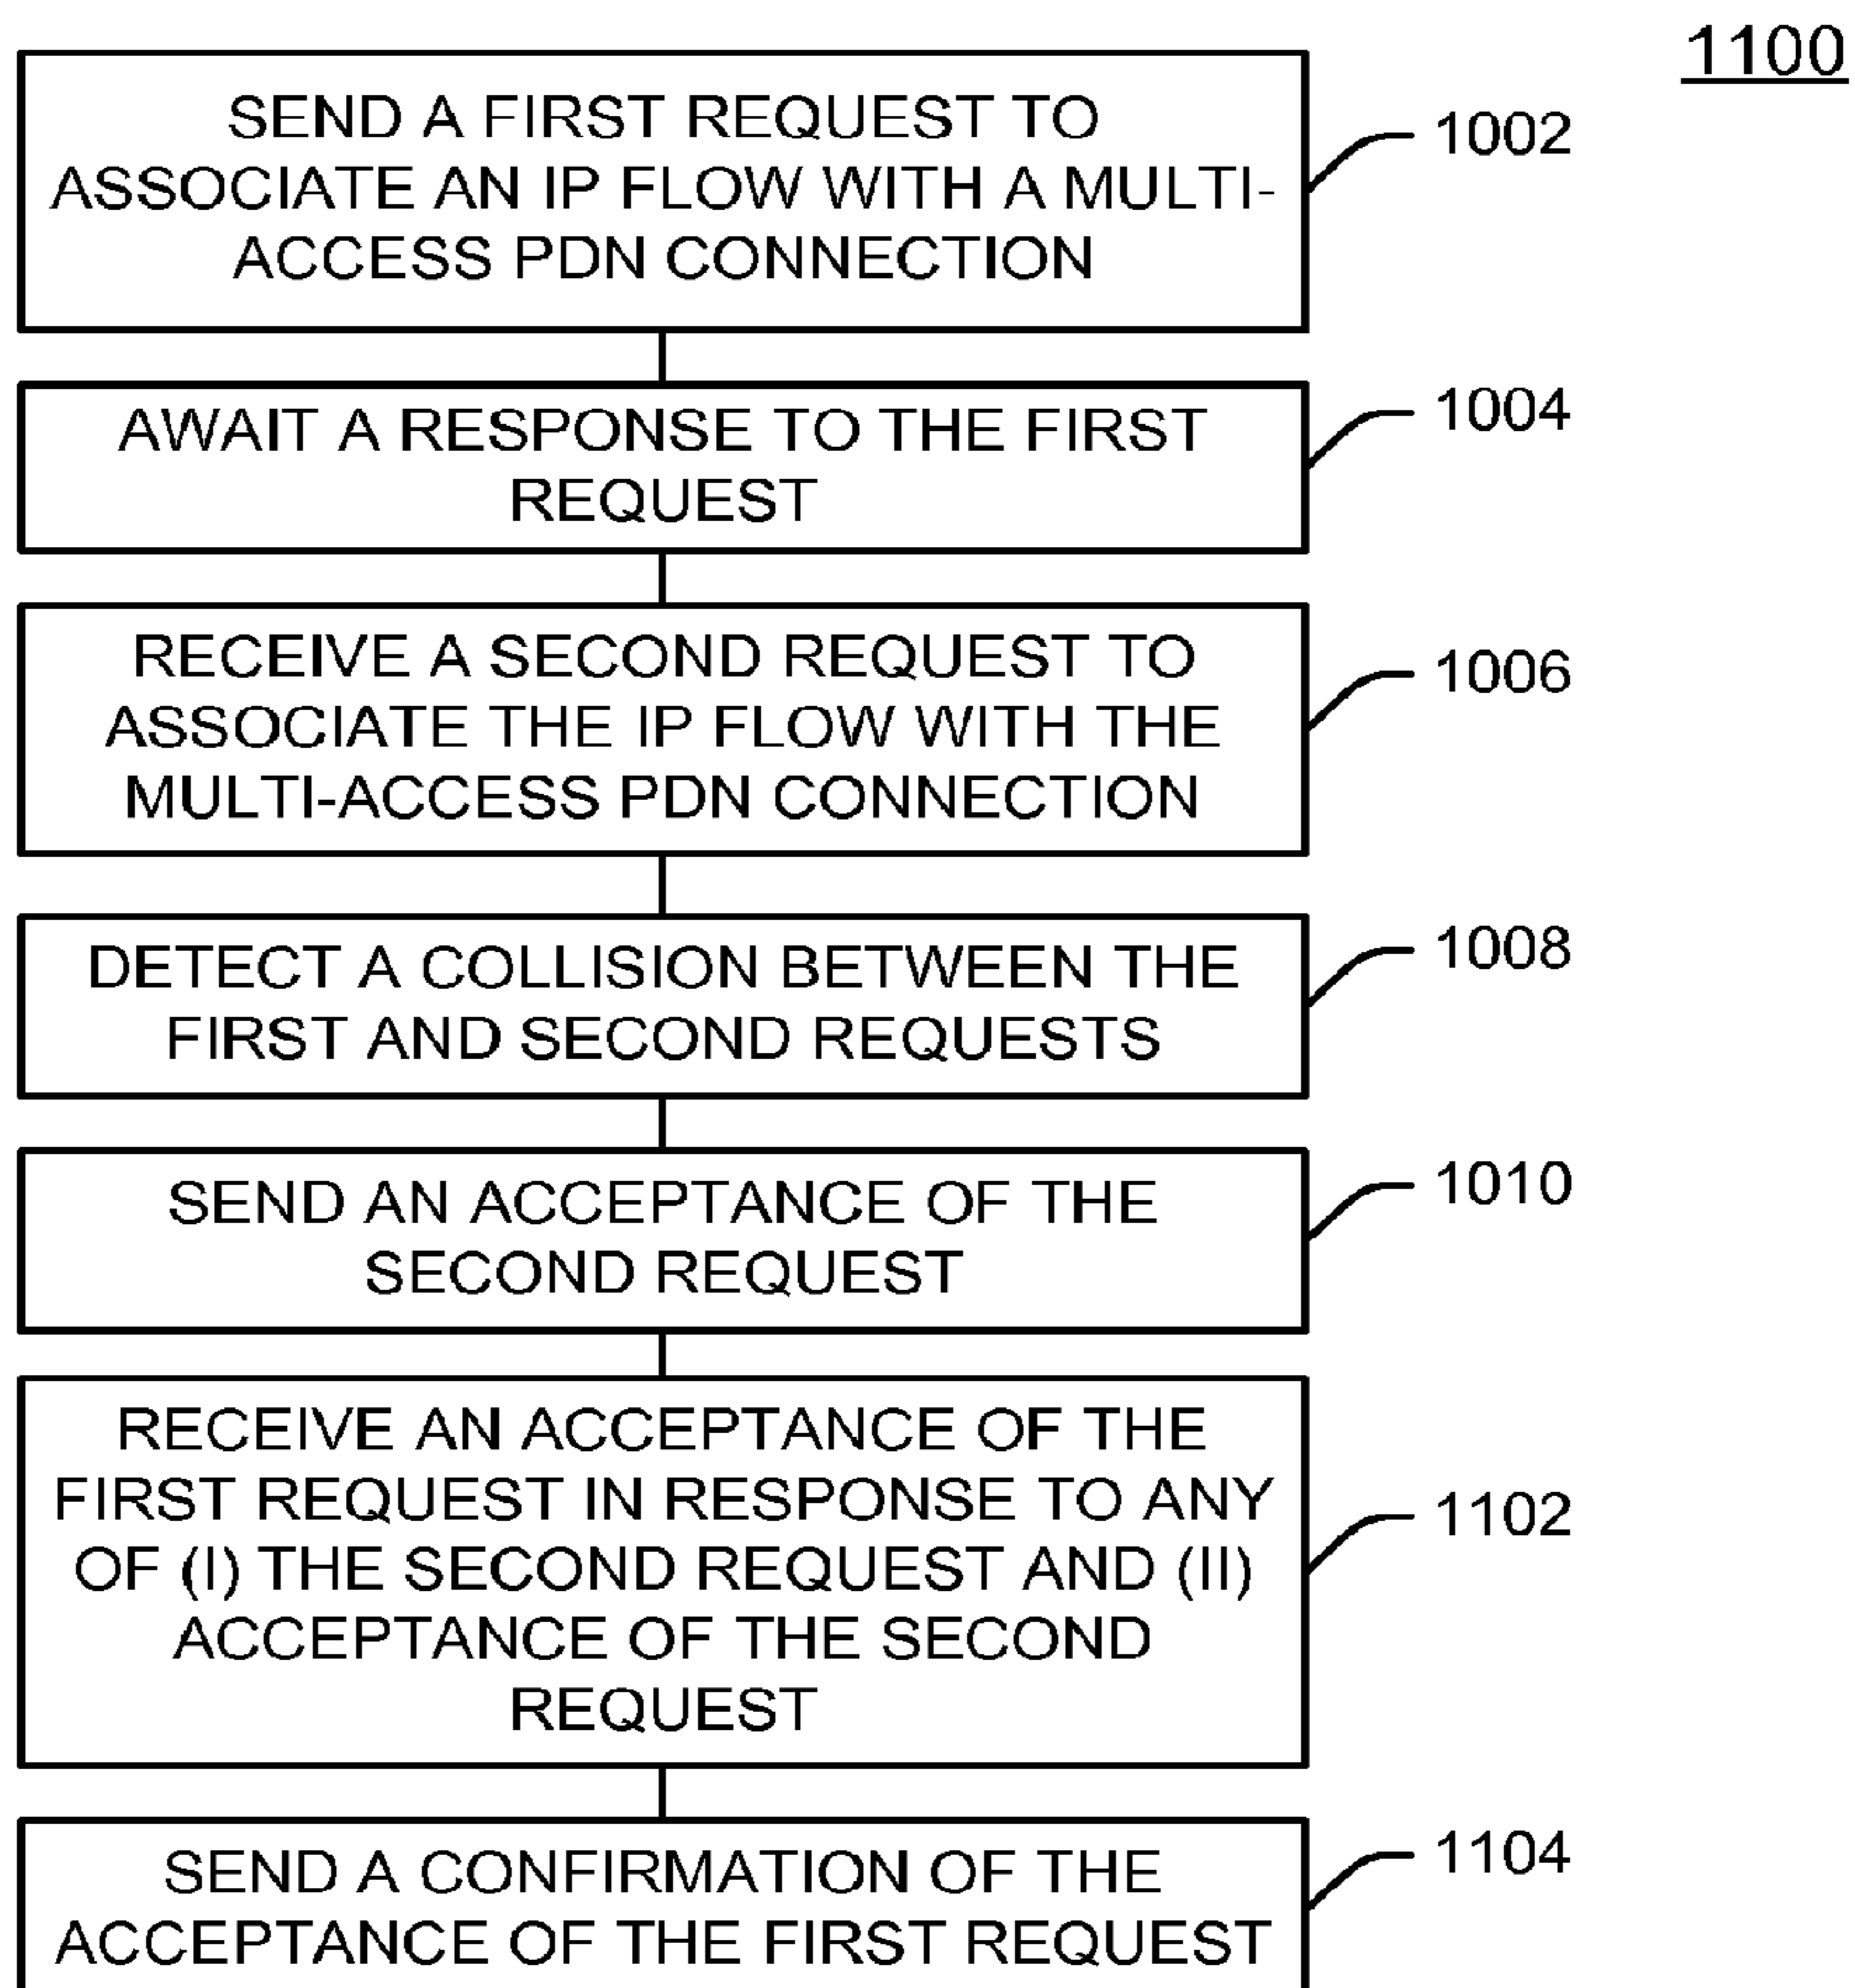 1100
SEND A FIRST REQUEST TO
ASSOCIATE AN IP FLOW WITH A MULTI-
ACCESS PDN CONNECTION
1002
AWAIT A RESPONSE TO THE FIRST
REQUEST
1004
RECEIVE A SECOND REQUEST TO
ASSOCIATE THE IP FLOW WITH THE
MULTI-ACCESS PDN CONNECTION
1006
DETECT A COLLISION BETWEEN THE
FIRST AND SECOND REQUESTS
1008
SEND AN ACCEPTANCE OF THE
SECOND REQUEST
1010
RECEIVE AN ACCEPTANCE OF THE
FIRST REQUEST IN RESPONSE TO ANY
OF (I) THE SECOND REQUEST AND (II)
ACCEPTANCE OF THE SECOND
REQUEST
1102
SEND A CONFIRMATION OF THE
ACCEPTANCE OF THE FIRST REQUEST
1104